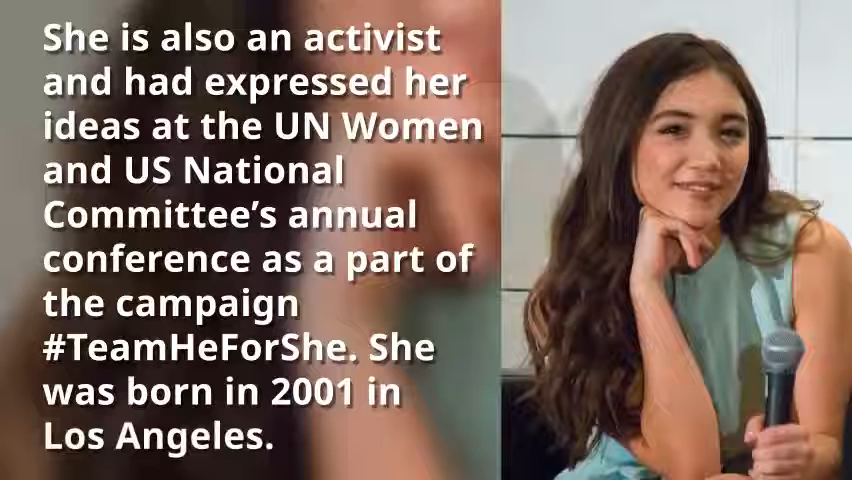 She is also an activist
and had expressed her
ideas at the UN Women
and US National
Committee’s annual
conference as a part of
the campaign
#TeamHeForShe. She
was born in 2001 in
Los Angeles.